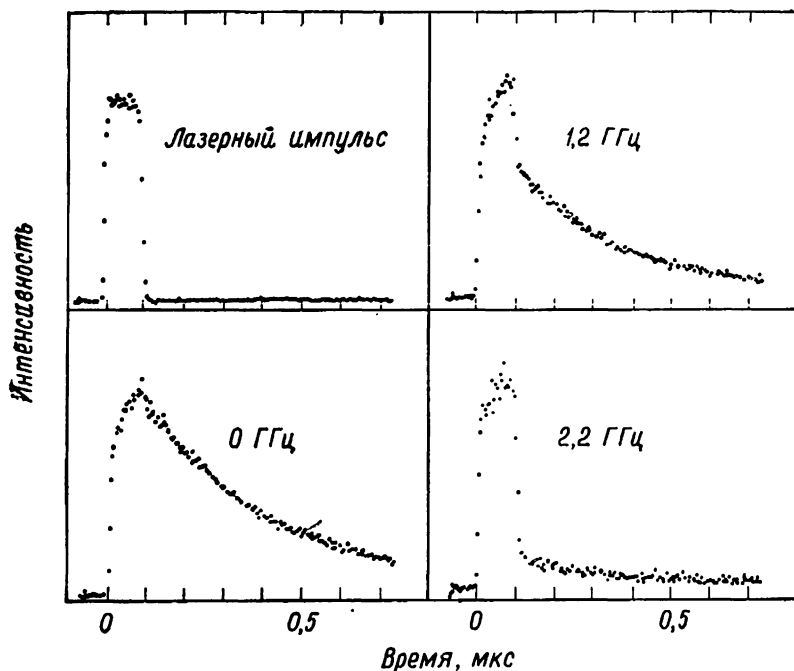 Лазерный импульс
1,2 ГГц
0 ГГц
2,2 ГГц
Интенсивность
0 0,5 0 0,5
Время, мкс